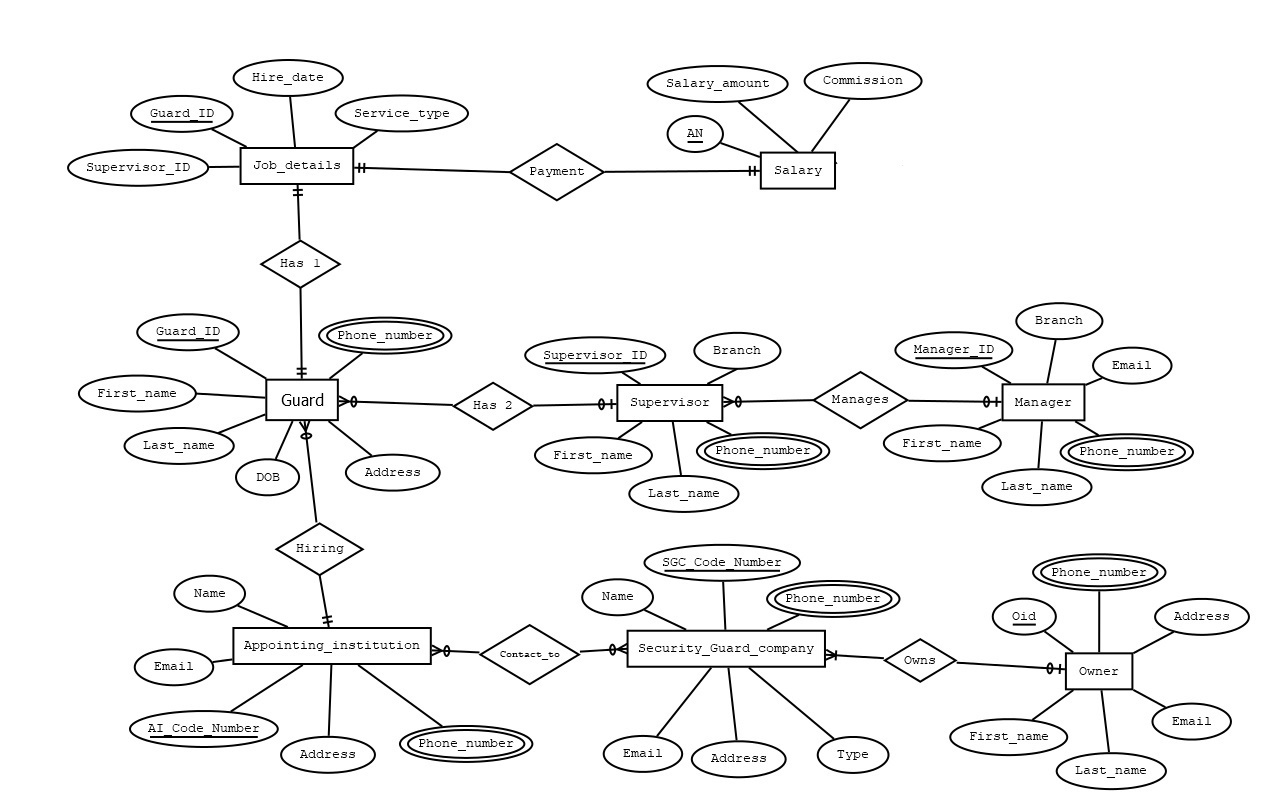 Hire_date
Guard_ID
Service_type
Supervisor_ID
Job_details
Salary_amount
Commission
AN
Payment
Salary
Has 1
Guard_ID
Phone_number
First_name
Guard
Last_name
DOB
Address
Has 2
Supervisor_ID
Branch
Supervisor
First_name
Phone_number
Last_name
Manages
Branch
Manager_ID
Email
Manager
First_name
Phone_number
Last_name
Hiring
Name
Appointing_institution
Email
AI_Code_Number
Address
Phone_number
Contact_to
SGC_Code_Number
Name
Phone_number
Security_Guard_company
Email
Address
Type
Owns
Phone_number
Oid
Address
Owner
Email
First_name
Last_name